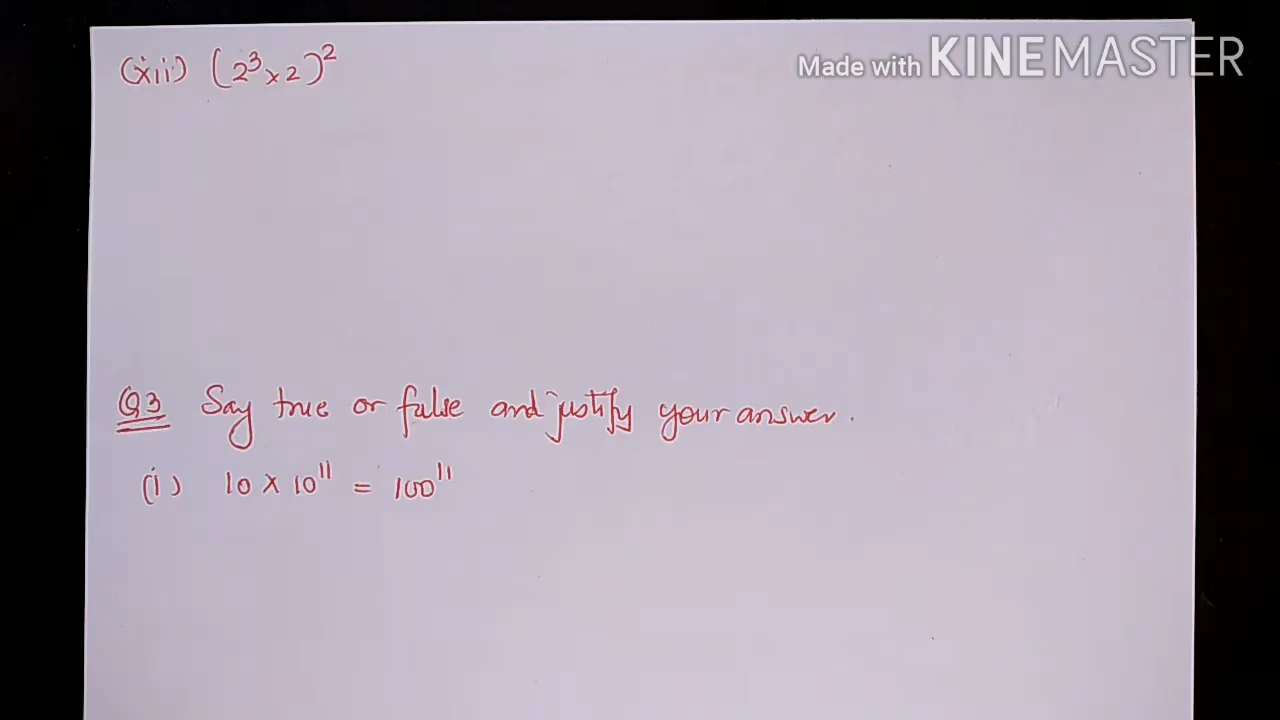 (xii) (2³ × 2)²
Made with KINEMASTER
Q3 Say true or false and justify your answer.
(i) 10 × 10¹¹ = 100¹¹